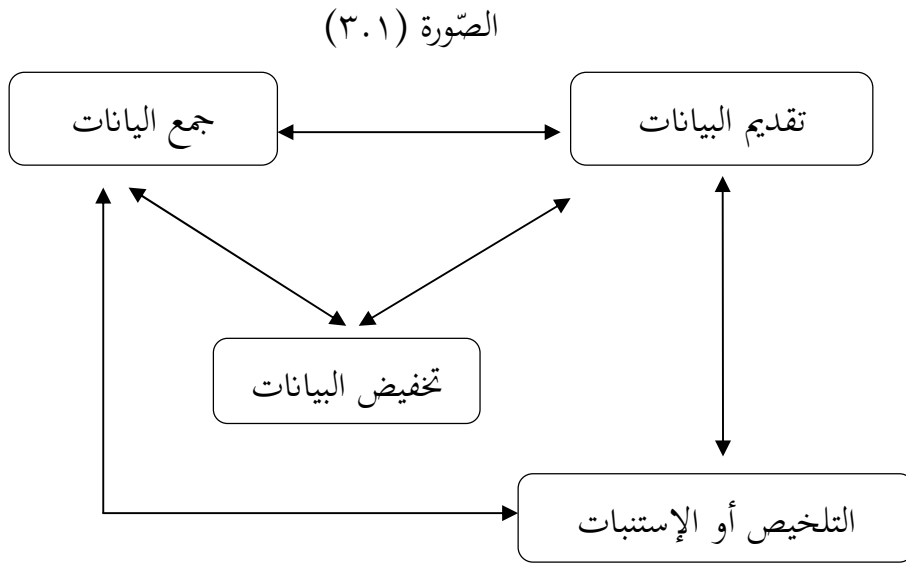 الصّورة (٣.١)
تقديم البيانات
جمع اليانات
تخفيض البيانات
التلخيص أو الإستنبات